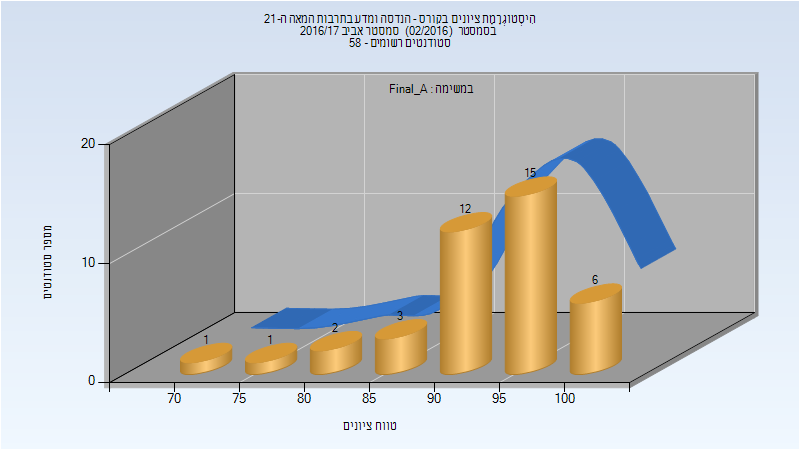 הִיסְטוֹגְרָמַת ציונים בקורס - הנדסה ומדע בתרבות המאה ה-21
בסמסטר (02/2016) סמסטר אביב 2016/17
סטודנטים רשומים - 58
במשימה : Final_A
מספר סטודנטים
20
10
0
1
1
2
3
12
15
6
70
75
80
85
90
95
100
טווח ציונים